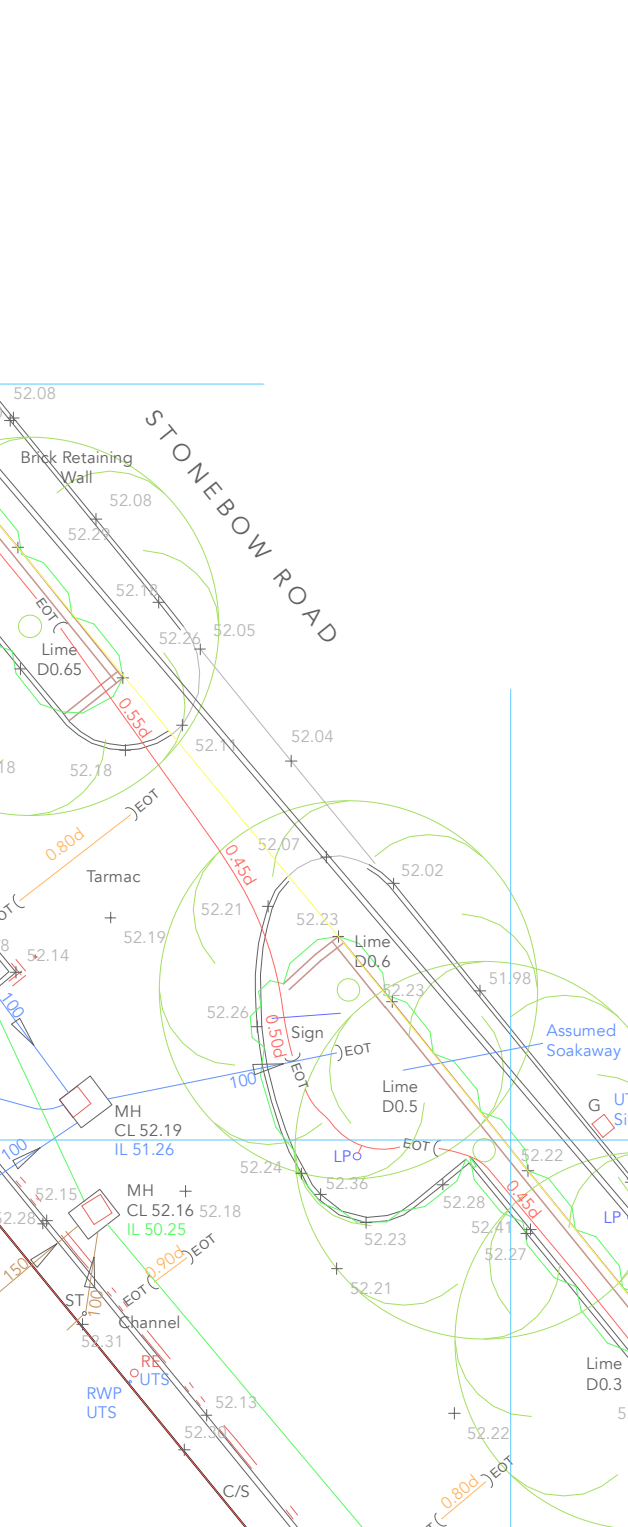 52.08
STONEBOW ROAD
Brick Retaining
Wall
52.08
52.29
52.18
EOT
52.26
52.05
Lime
D0.65
0.55d
52.11
52.04
18
52.18
EOT
0.80d
52.07
0.45d
52.02
Tarmac
52.21
52.23
EOT
52.19
Lime
D0.6
8
52.14
51.98
52.23
100
52.26
0.50d
Sign
Assumed
Soakaway
EOT
100
EOT
Lime
D0.5
G
MH
CL 52.19
IL 51.26
100
EOT
LP
52.24
52.22
52.15
MH
CL 52.16
IL 50.25
52.18
52.36
52.28
0.45d
LP
52.28
52.23
52.41
52.27
EOT
0.90d
150
EOT
100
52.21
ST
Channel
52.31
RE
UTS
RWP
UTS
Lime
D0.3
52.13
52.30
52.22
5
EOT
0.80d
C/S